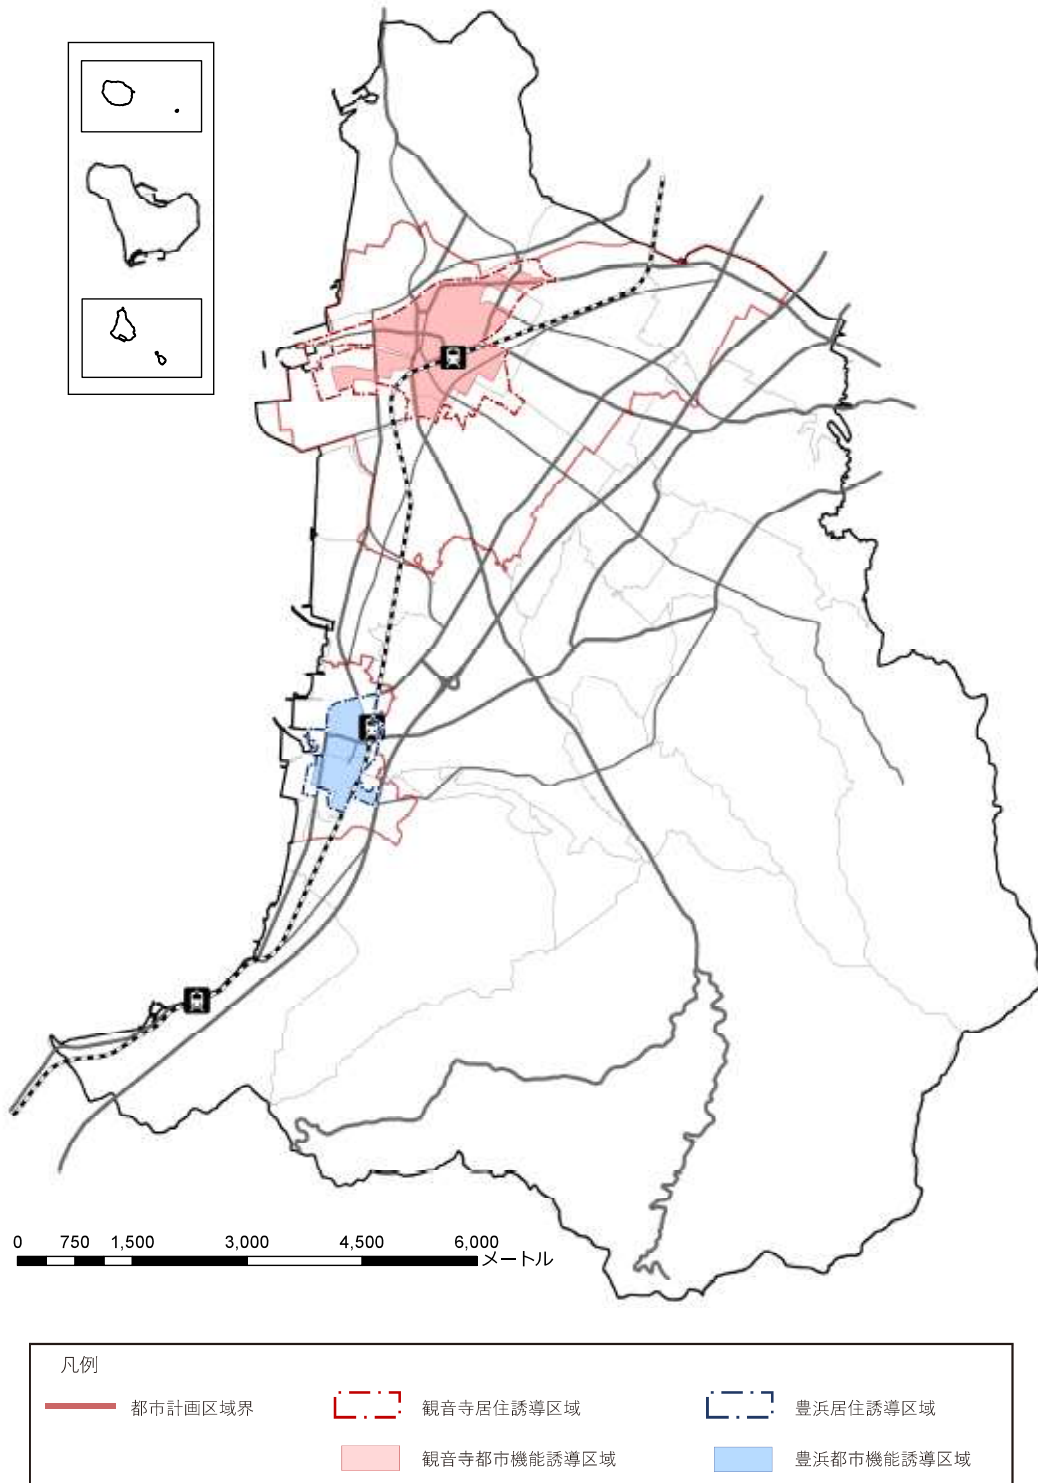 0 750 1,500 3,000 4,500 6,000
メートル
凡例
都市計画区域界 観音寺居住誘導区域 豊浜居住誘導区域
観音寺都市機能誘導区域 豊浜都市機能誘導区域